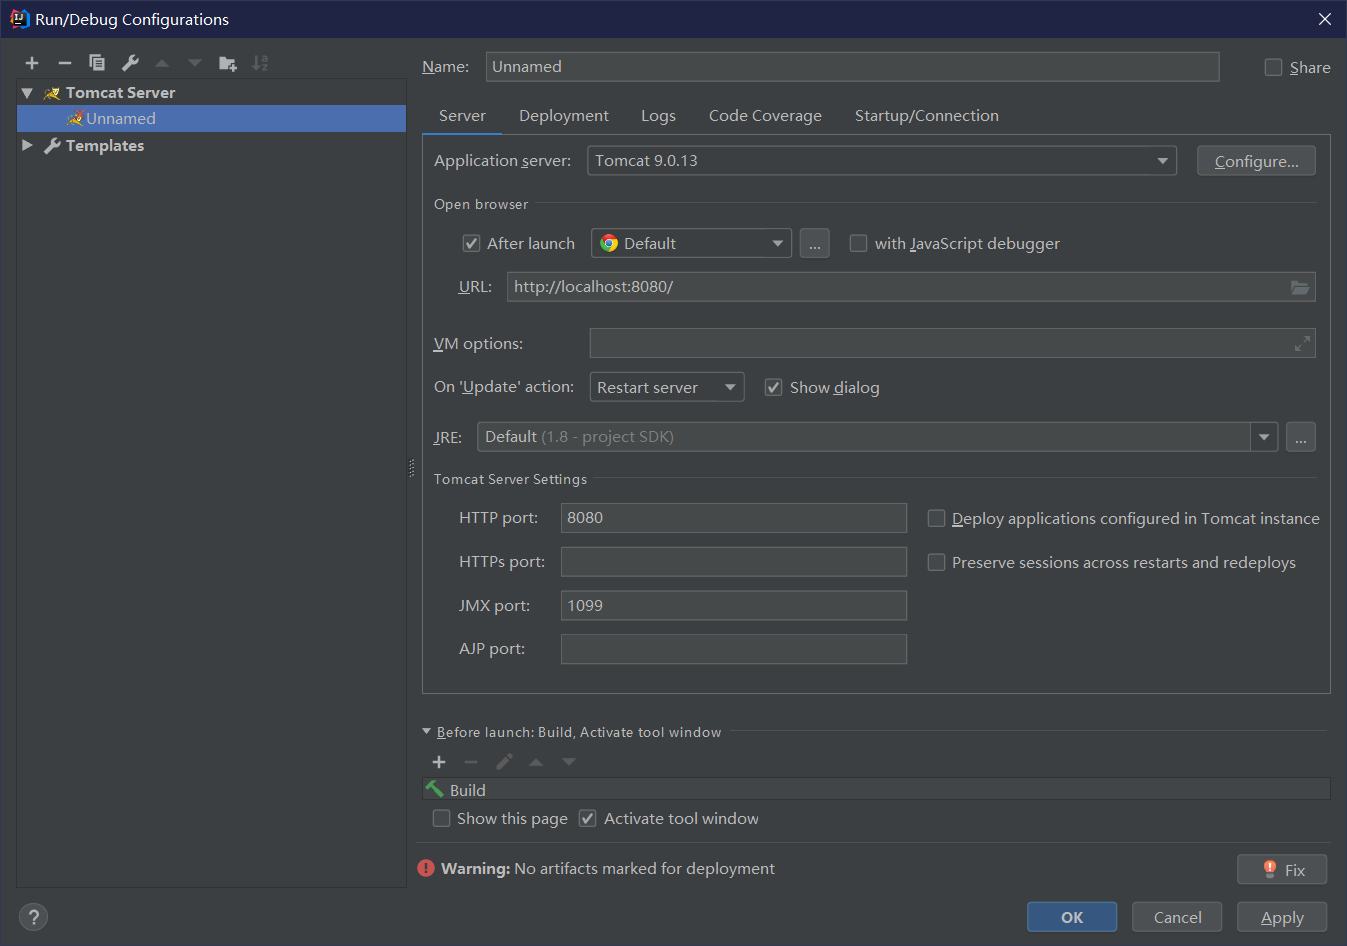 Run/Debug Configurations
Name: Unnamed Share
Tomcat Server
Unnamed
Templates
Server Deployment Logs Code Coverage Startup/Connection
Application server: Tomcat 9.0.13 Configure...
Open browser
After launch Default ... with JavaScript debugger
URL: http://localhost:8080/
VM options:
On 'Update' action: Restart server Show dialog
JRE: Default (1.8 - project SDK) ...
Tomcat Server Settings
HTTP port: 8080 Deploy applications configured in Tomcat instance
HTTPs port: Preserve sessions across restarts and redeploys
JMX port: 1099
AJP port:
Before launch: Build, Activate tool window
Build
Show this page Activate tool window
Warning: No artifacts marked for deployment Fix
? OK Cancel Apply